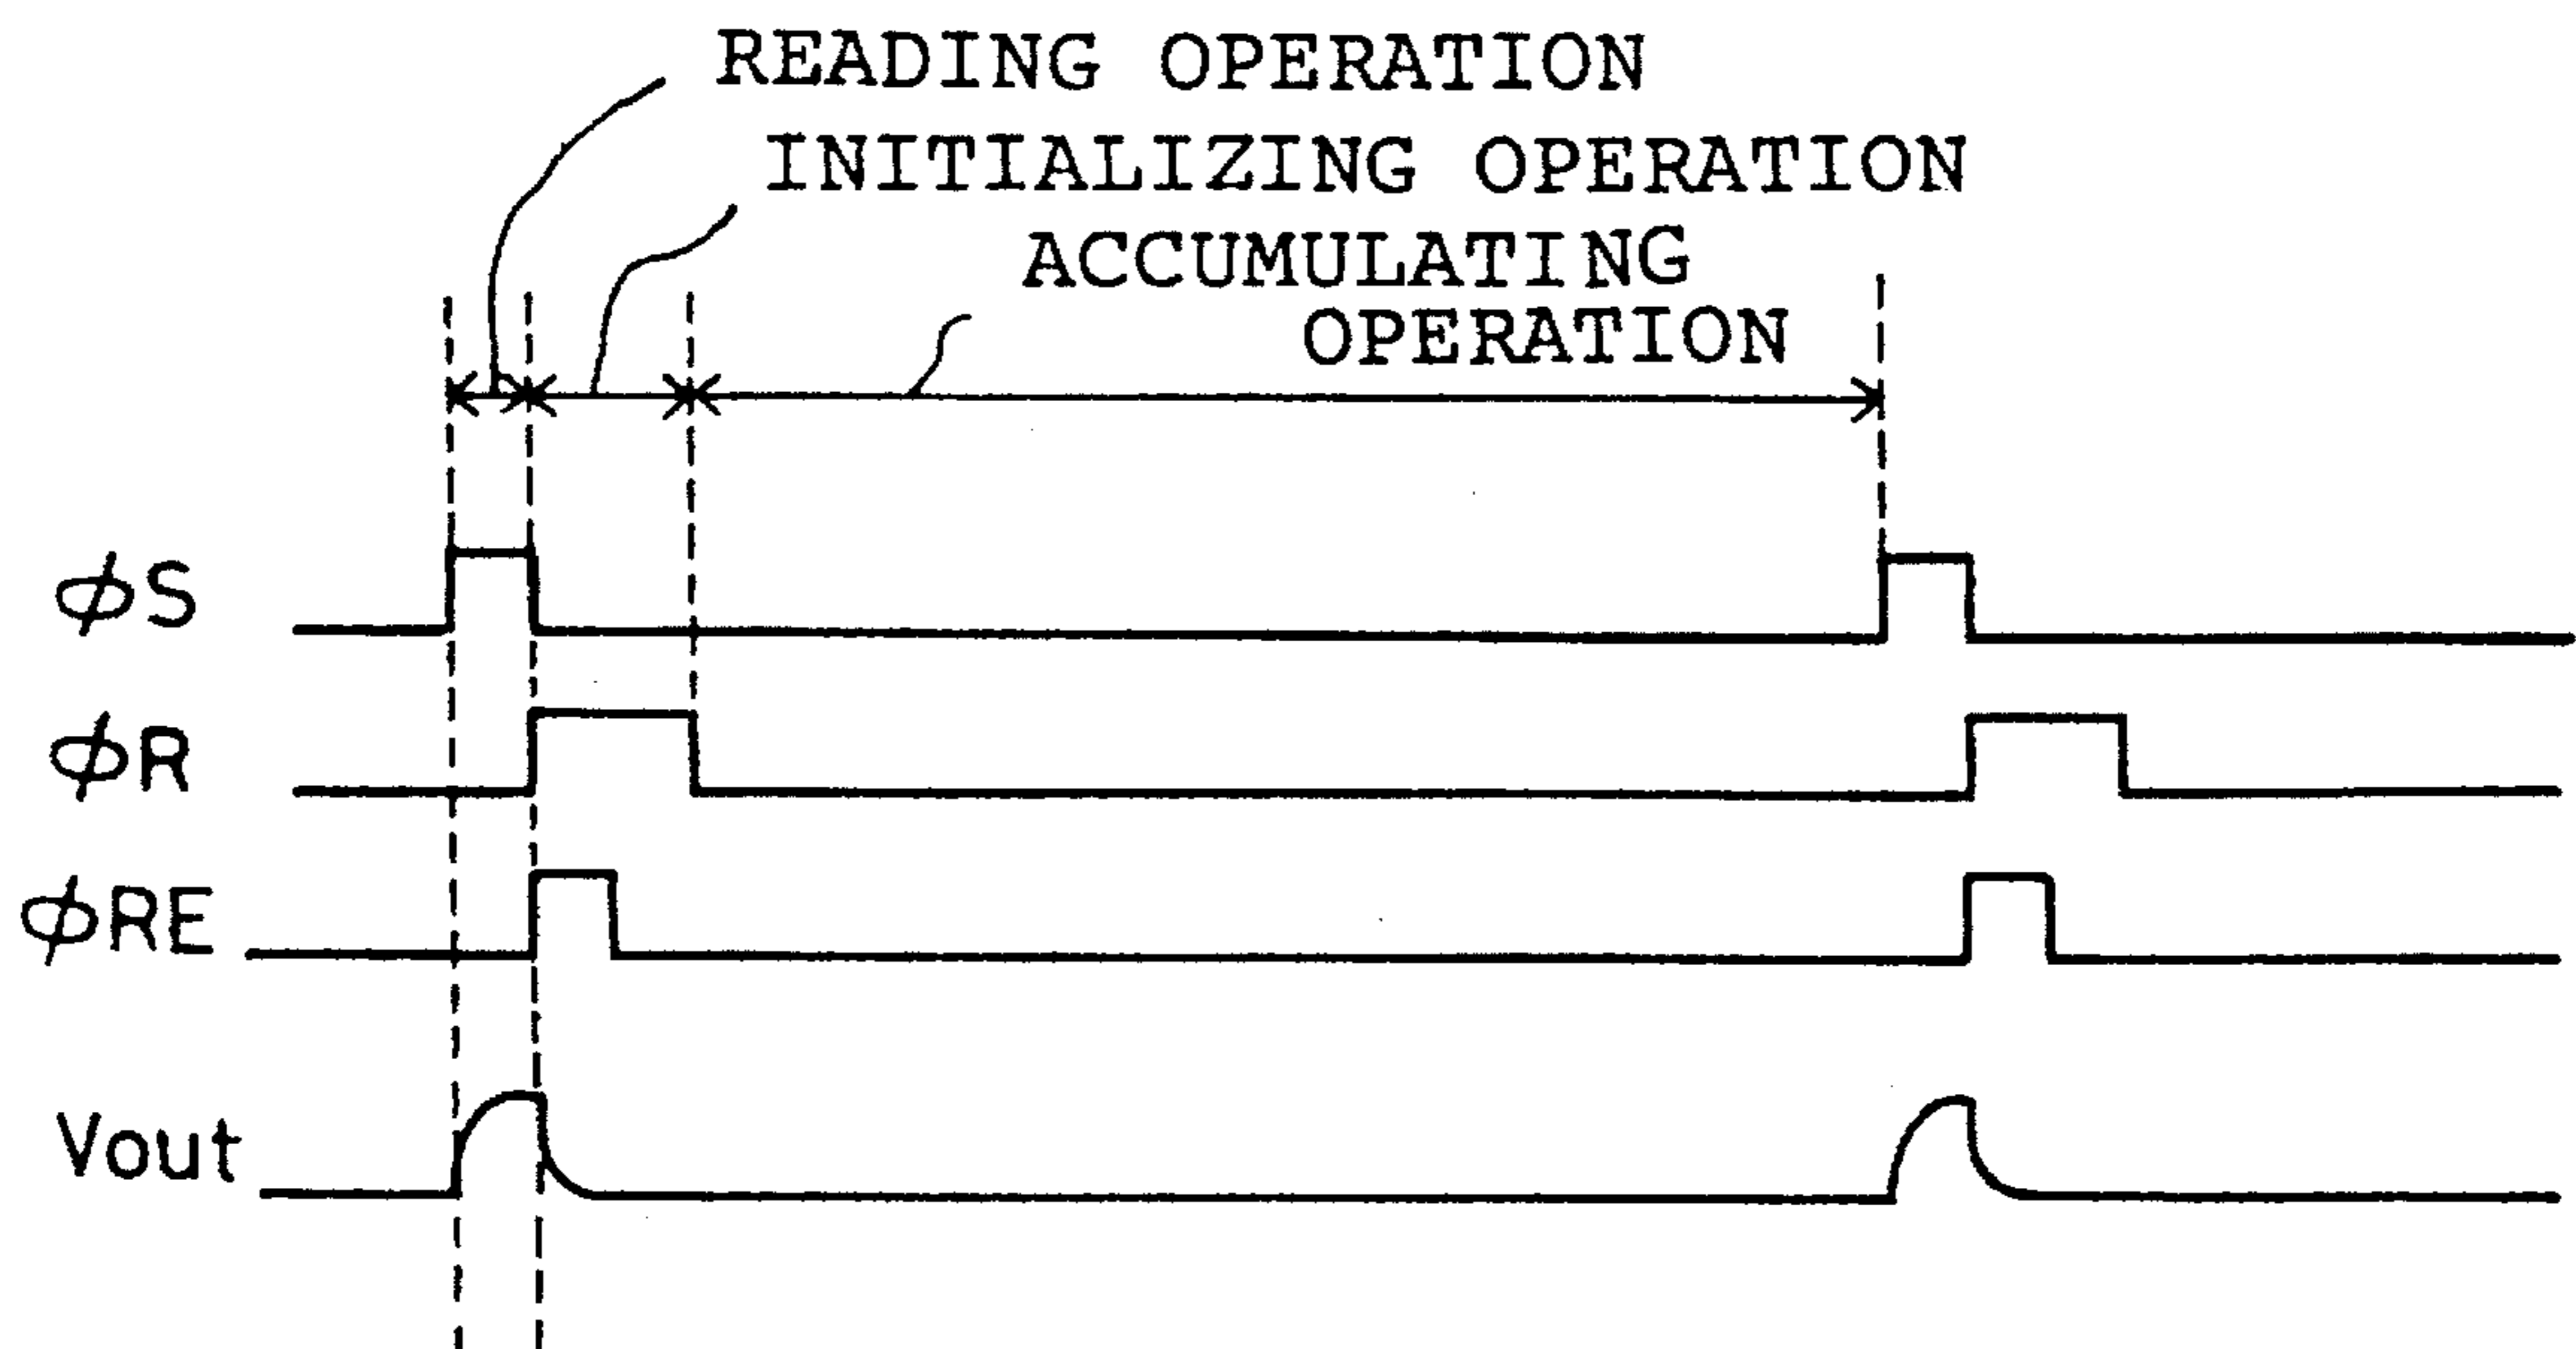 READING OPERATION
INITIALIZING OPERATION
ACCUMULATING
OPERATION
ϕS
ϕR
ϕRE
Vout